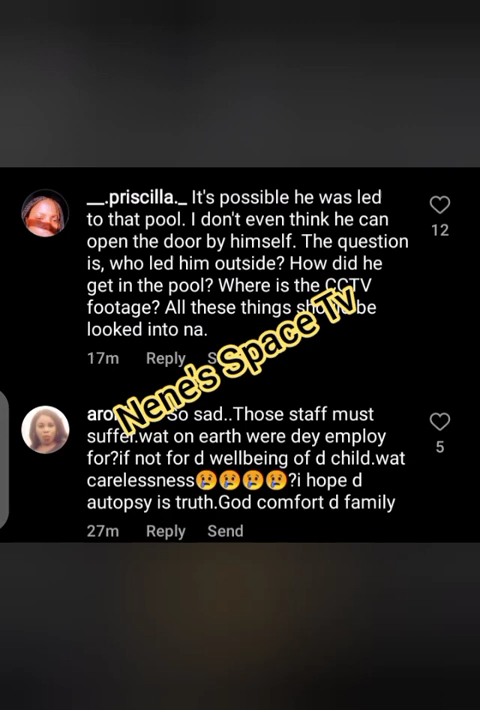 __.priscilla._ It's possible he was led
to that pool. I don't even think he can
open the door by himself. The question
is, who led him outside? How did he
get in the pool? Where is the CCTV
footage? All these things should be
looked into na.
12
17m Reply
Nene's Space Tv
So sad..Those staff must
suffer.wat on earth were dey employ
for?if not for d wellbeing of d child.wat
carelessness😢😢😢😢?i hope d
autopsy is truth.God comfort d family
5
27m Reply Send